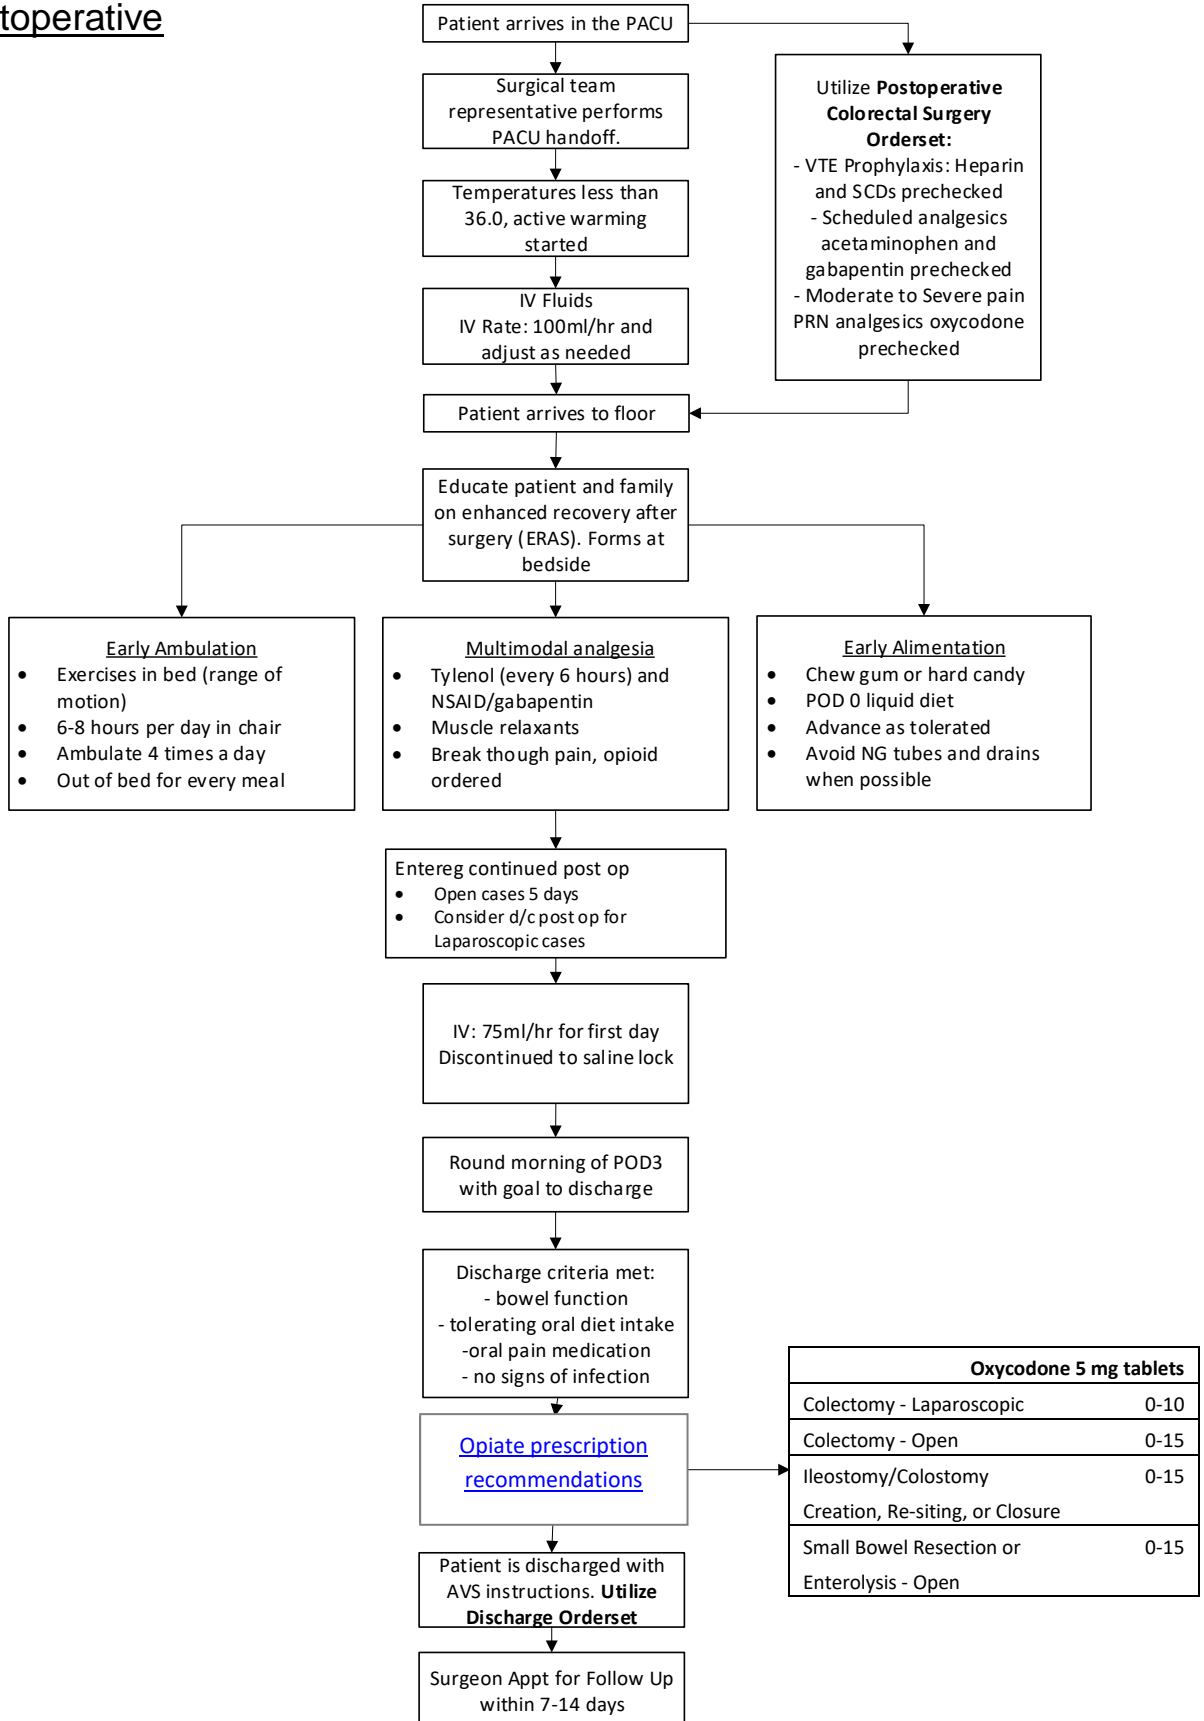 toperative
Patient arrives in the PACU
Surgical team
representative performs
PACU handoff.
Temperatures less than
36.0, active warming
started
IV Fluids
IV Rate: 100ml/hr and
adjust as needed
Utilize Postoperative
Colorectal Surgery
Orderset:
- VTE Prophylaxis: Heparin
and SCDs prechecked
- Scheduled analgesics
acetaminophen and
gabapentin prechecked
- Moderate to Severe pain
PRN analgesics oxycodone
prechecked
Patient arrives to floor
Educate patient and family
on enhanced recovery after
surgery (ERAS). Forms at
bedside
Early Ambulation
• Exercises in bed (range of
motion)
• 6-8 hours per day in chair
• Ambulate 4 times a day
• Out of bed for every meal
Multimodal analgesia
• Tylenol (every 6 hours) and
NSAID/gabapentin
• Muscle relaxants
• Break though pain, opioid
ordered
Early Alimentation
• Chew gum or hard candy
• POD 0 liquid diet
• Advance as tolerated
• Avoid NG tubes and drains
when possible
Entereg continued post op
• Open cases 5 days
• Consider d/c post op for
Laparoscopic cases
IV: 75ml/hr for first day
Discontinued to saline lock
Round morning of POD3
with goal to discharge
Discharge criteria met:
- bowel function
- tolerating oral diet intake
-oral pain medication
- no signs of infection
Opiate prescription
recommendations
Oxycodone 5 mg tablets
Colectomy - Laparoscopic 0-10
Colectomy - Open 0-15
Ileostomy/Colostomy 0-15
Creation, Re-siting, or Closure
Small Bowel Resection or 0-15
Enterolysis - Open
Patient is discharged with
AVS instructions. Utilize
Discharge Orderset
Surgeon Appt for Follow Up
within 7-14 days